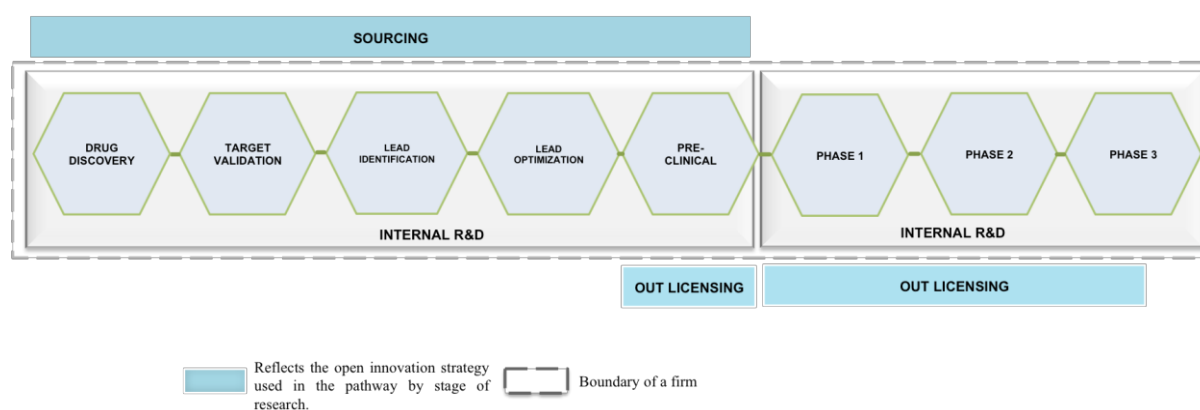 SOURCING
DRUG
DISCOVERY
TARGET
VALIDATION
LEAD
IDENTIFICATION
LEAD
OPTIMIZATION
PRE-
CLINICAL
PHASE 1
PHASE 2
PHASE 3
INTERNAL R&D
INTERNAL R&D
OUT LICENSING
OUT LICENSING
Reflects the open innovation strategy
used in the pathway by stage of
research.
Boundary of a firm